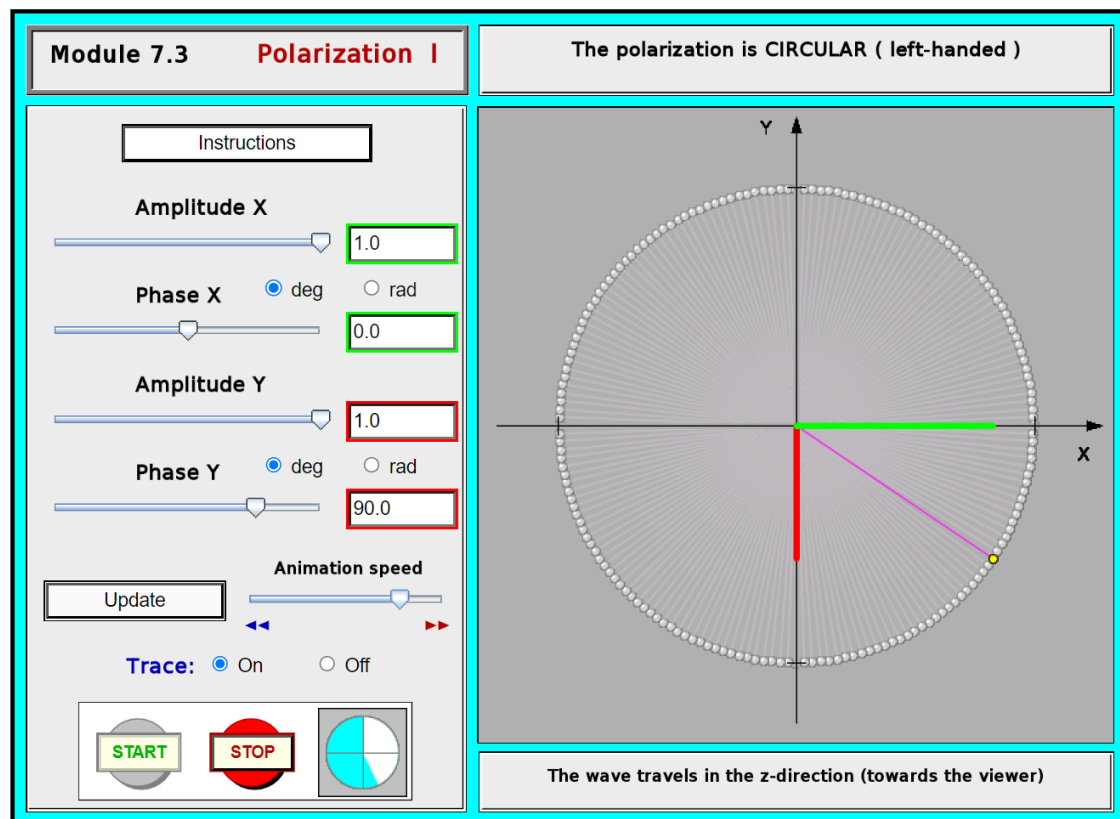 Module 7.3 Polarization I
The polarization is CIRCULAR ( left-handed )
Instructions
Amplitude X
1.0
Phase X deg rad
0.0
Amplitude Y
1.0
Phase Y deg rad
90.0
Animation speed
Update
Trace: On Off
START STOP
Y
X
The wave travels in the z-direction (towards the viewer)